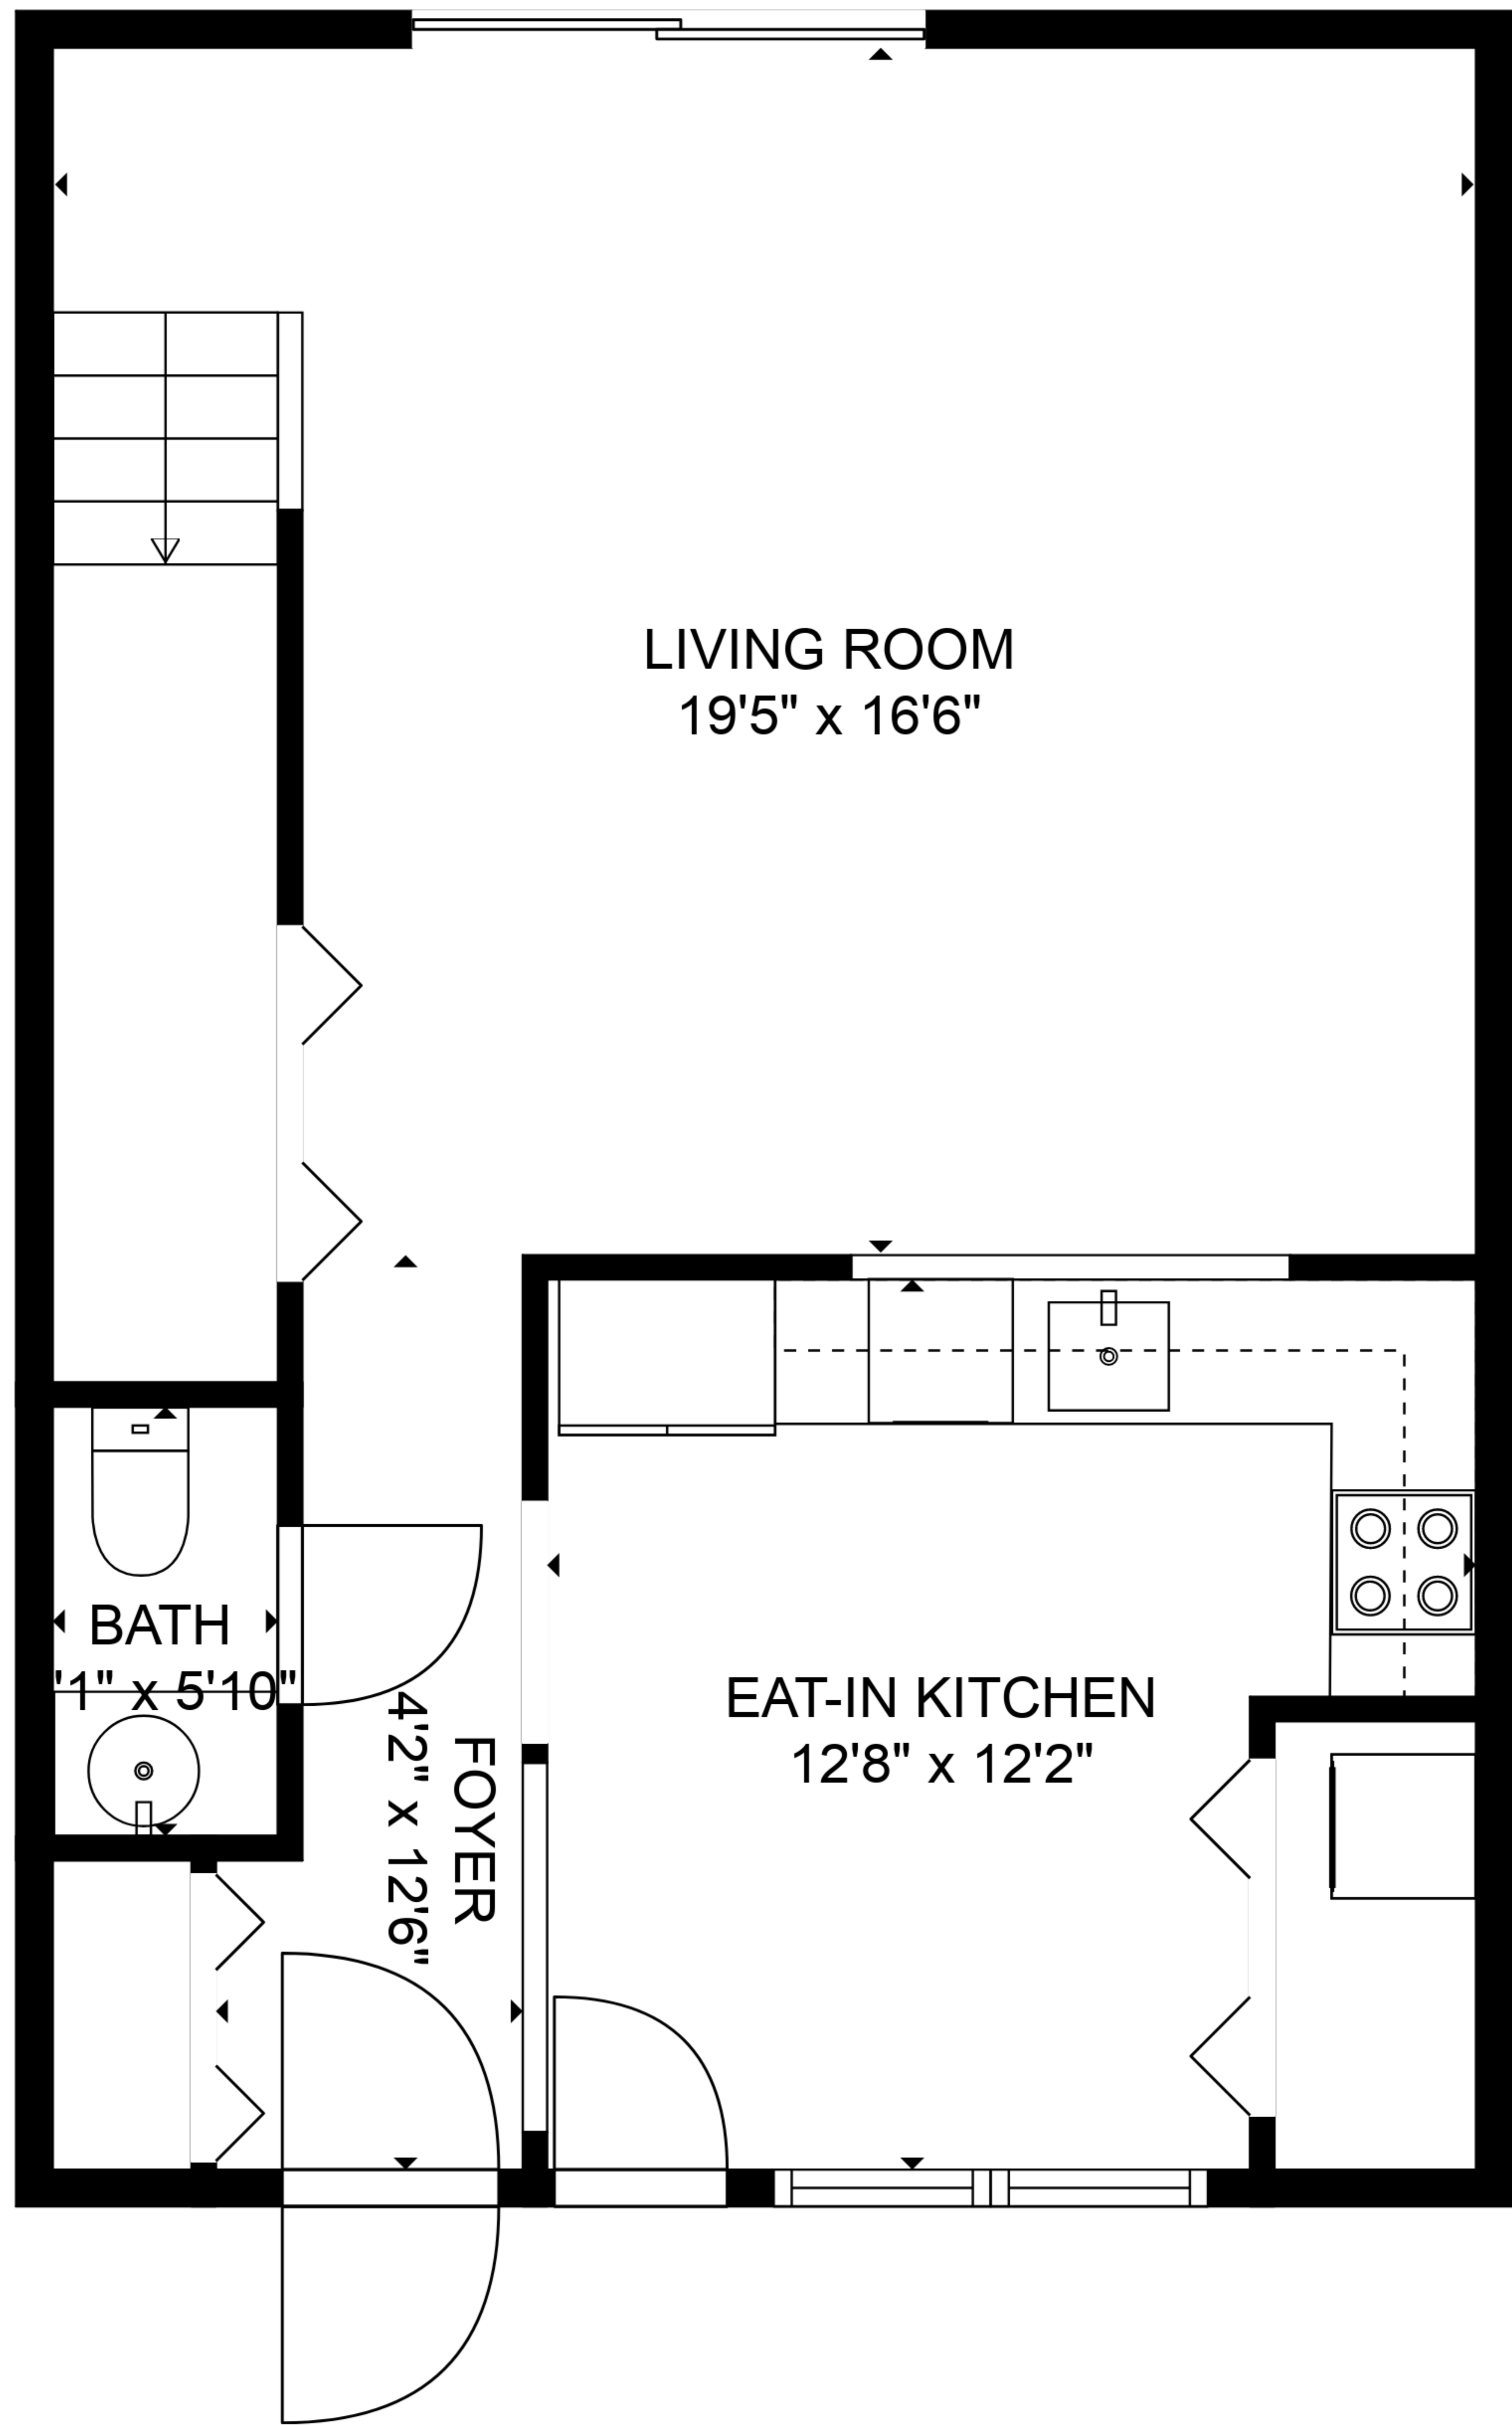 LIVING ROOM
19'5" x 16'6"
BATH
'1" x 5'10"
EAT-IN KITCHEN
12'8" x 12'2"
FOYER
4'2" x 12'6"